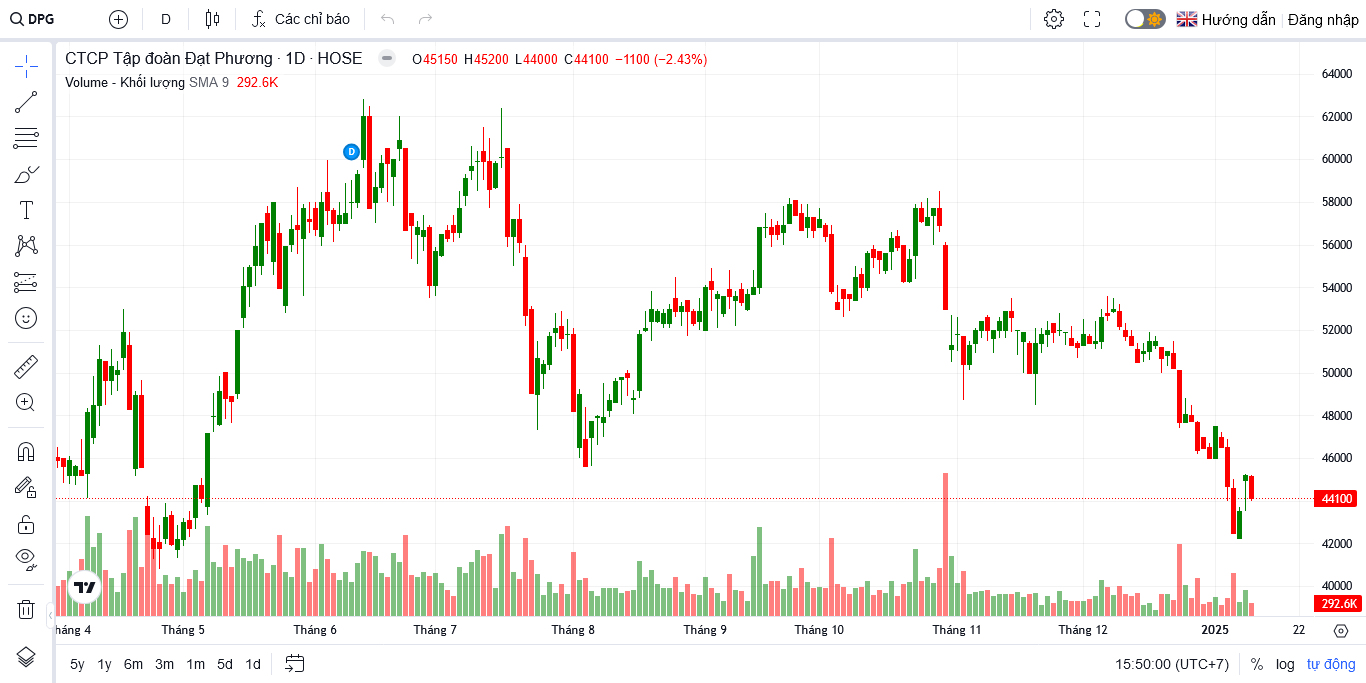 DPG D Các chỉ báo Hướng dẫn Đăng nhập
CTCP Tập đoàn Đạt Phương · 1D · HOSE O45150 H45200 L44000 C44100 −1100 (−2.43%)
Volume - Khối lượng SMA 9 292.6K
64000
62000
D
60000
58000
56000
54000
52000
50000
48000
46000
44100
42000
40000
292.6K
háng 4 Tháng 5 Tháng 6 Tháng 7 Tháng 8 Tháng 9 Tháng 10 Tháng 11 Tháng 12 2025 22
5y 1y 6m 3m 1m 5d 1d 15:50:00 (UTC+7) % log tự động